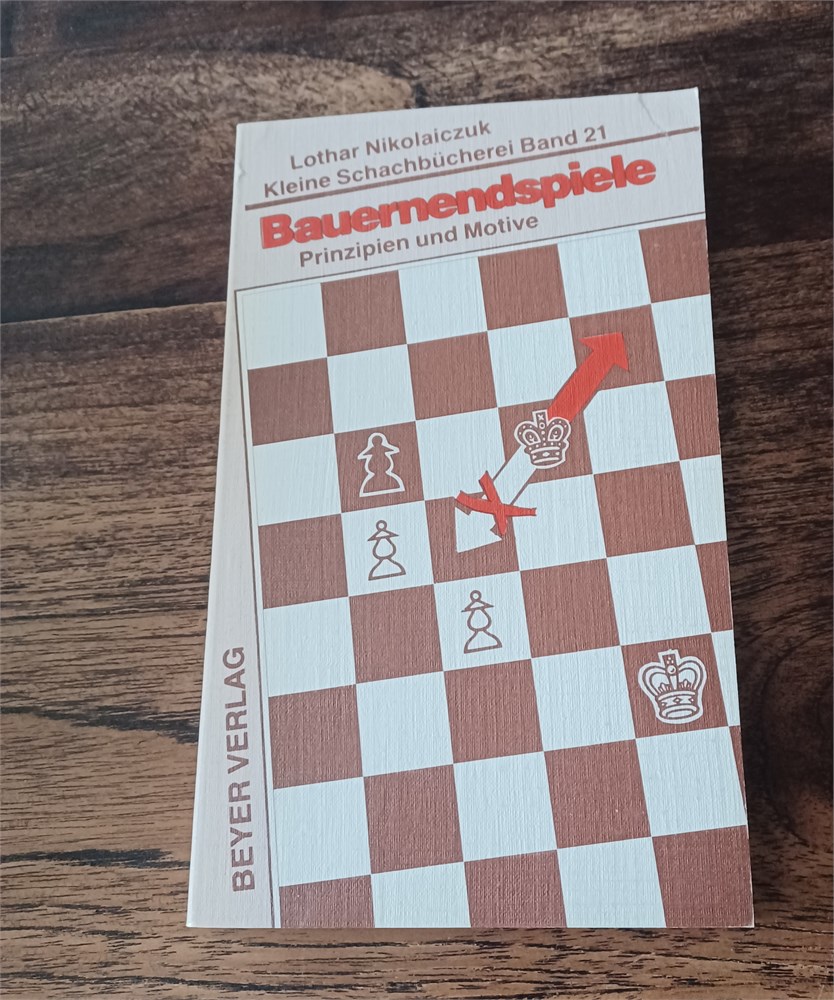 Lothar Nikolaiczuk
Kleine Schachbücherei Band 21
Bauernendspiele
Prinzipien und Motive
BEYER VERLAG